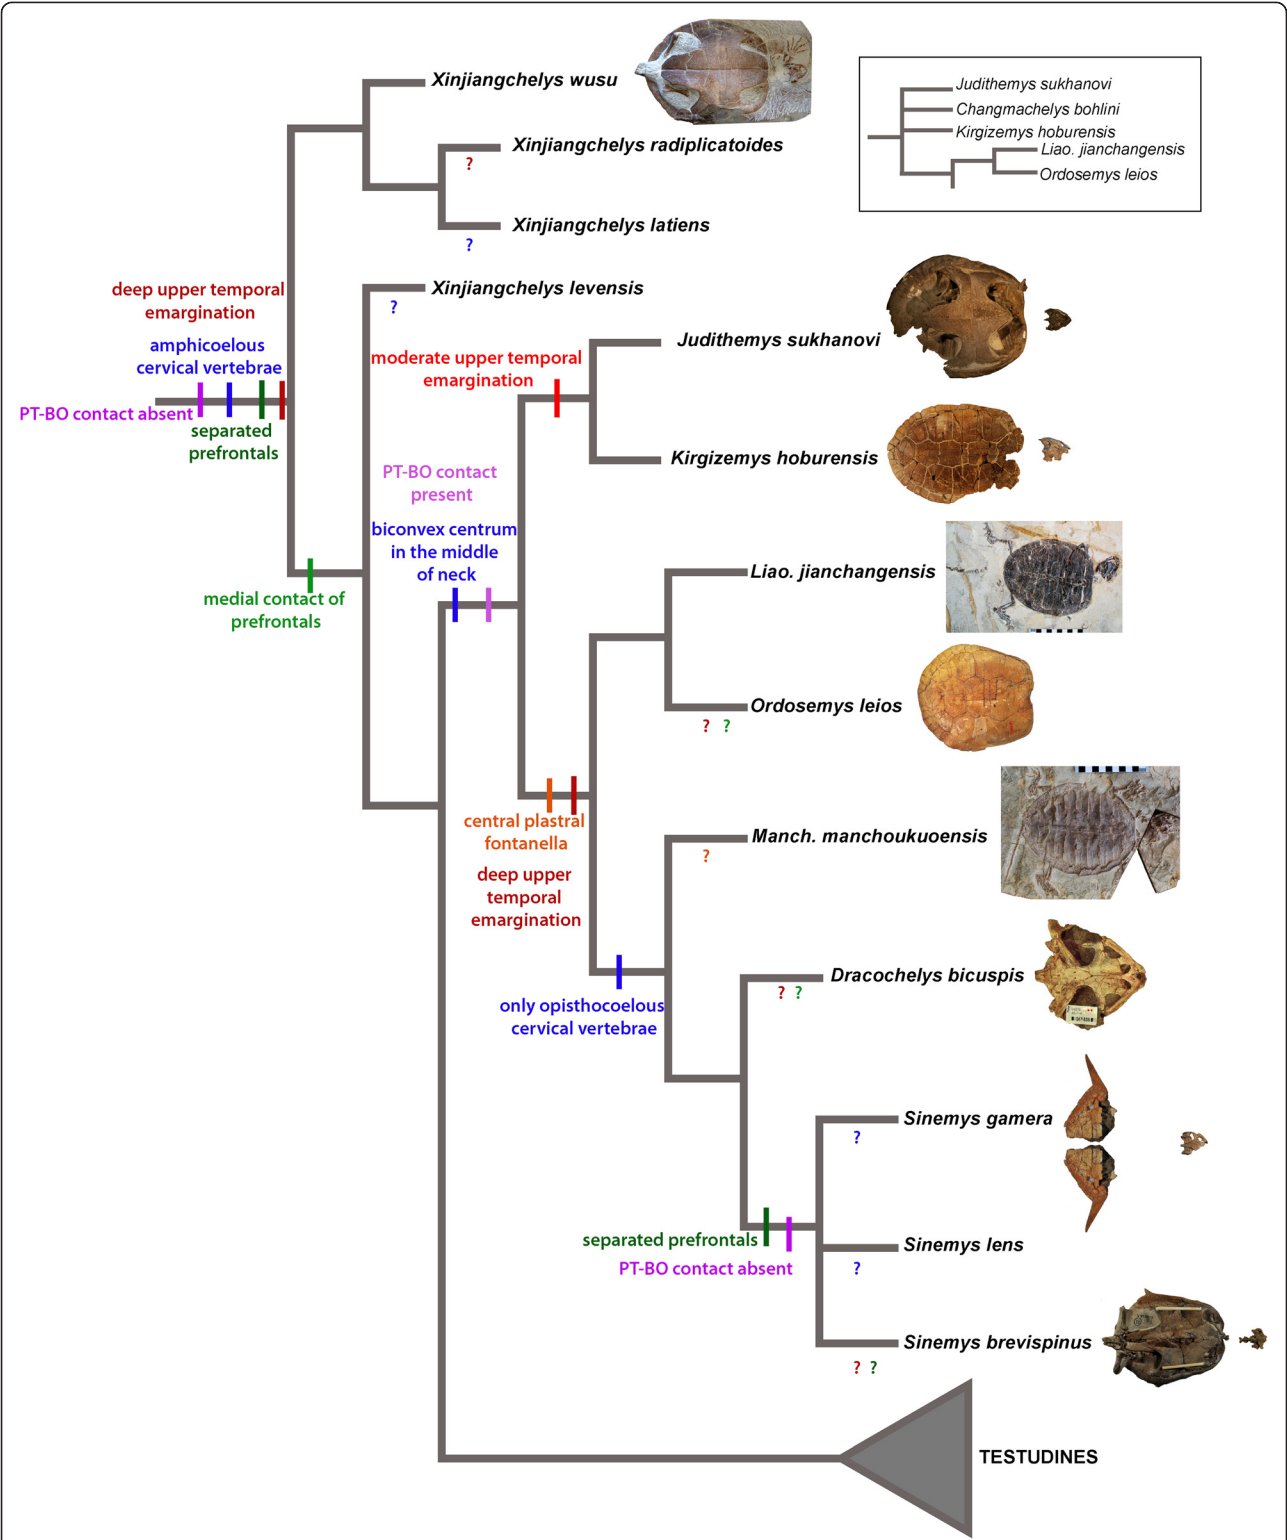 Xinjiangchelys wusu
Xinjiangchelys radiplicatoides
?
Xinjiangchelys latiens
?
Judithemys sukhanovi
Changmachelys bohlini
Kirgizemys hoburensis
Liao. jianchangensis
Ordosemys leios
deep upper temporal
emargination
amphicoelous
cervical vertebrae
PT-BO contact absent
separated
prefrontals
Xinjiangchelys levensis
?
medial contact of
prefrontals
moderate upper temporal
emargination
Judithemys sukhanovi
Kirgizemys hoburensis
PT-BO contact
present
biconvex centrum
in the middle
of neck
Liao. jianchangensis
Ordosemys leios
? ?
central plastral
fontanella
deep upper
temporal
emargination
Manch. manchoukuoensis
?
only opisthocoelous
cervical vertebrae
Dracochelys bicuspis
? ?
Sinemys gamera
?
separated prefrontals
PT-BO contact absent
Sinemys lens
?
Sinemys brevispinus
? ?
TESTUDINES